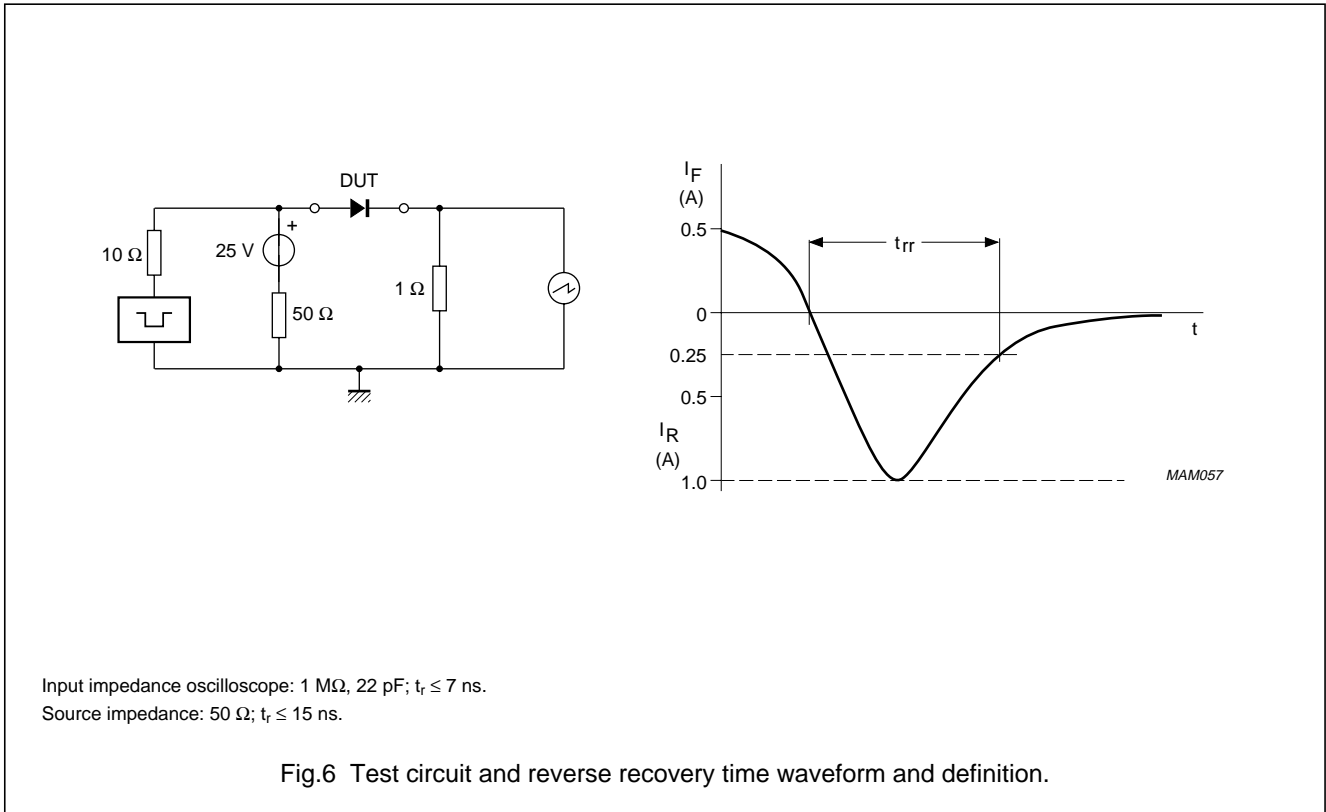 DUT
+
10 Ω
25 V
50 Ω
1 Ω
I_F
(A)
0.5
0
0.25
0.5
I_R
(A)
1.0
t_rr
t
MAM057
Input impedance oscilloscope: 1 MΩ, 22 pF; t_r ≤ 7 ns.
Source impedance: 50 Ω; t_r ≤ 15 ns.
Fig.6 Test circuit and reverse recovery time waveform and definition.